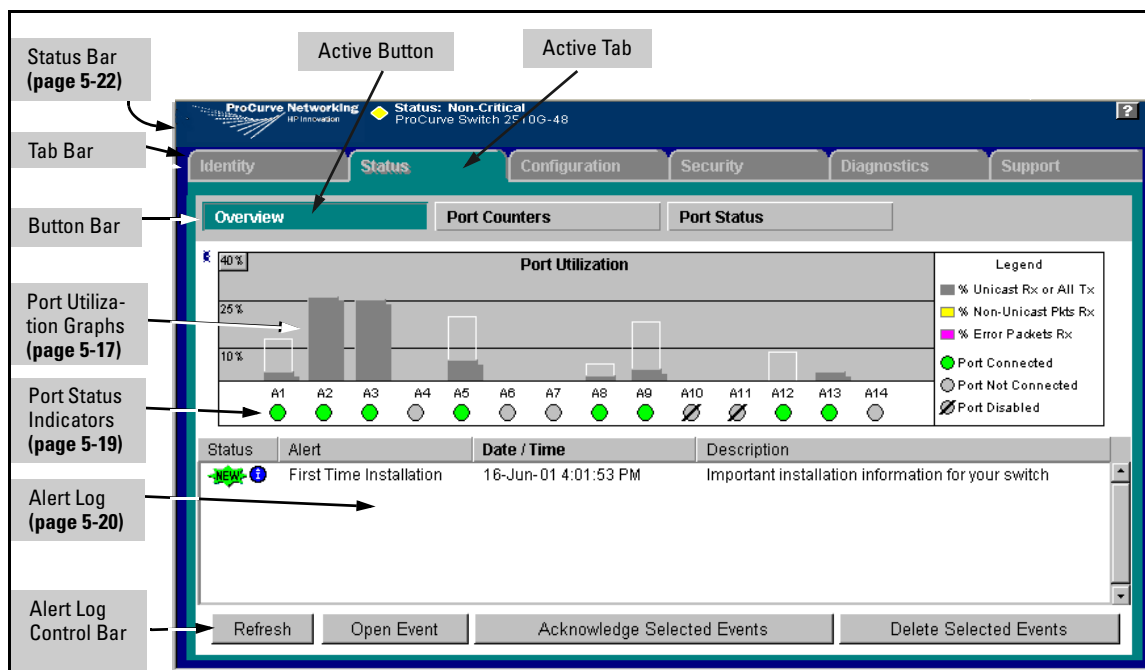 Active Button
Active Tab
Status Bar
(page 5-22)
ProCurve Networking
HP Innovation
Status: Non-Critical
ProCurve Switch 2510G-48
?
Tab Bar
Identity
Status
Configuration
Security
Diagnostics
Support
Button Bar
Overview
Port Counters
Port Status
Port Utiliza-
tion Graphs
(page 5-17)
40%
25%
10%
Port Utilization
Legend
% Unicast Rx or All Tx
% Non-Unicast Pkts Rx
% Error Packets Rx
Port Connected
Port Not Connected
Port Disabled
A1 A2 A3 A4 A5 A6 A7 A8 A9 A10 A11 A12 A13 A14
Port Status
Indicators
(page 5-19)
Status Alert Date / Time Description
NEW! i First Time Installation 16-Jun-01 4:01:53 PM Important installation information for your switch
Alert Log
(page 5-20)
Alert Log
Control Bar
Refresh Open Event Acknowledge Selected Events Delete Selected Events